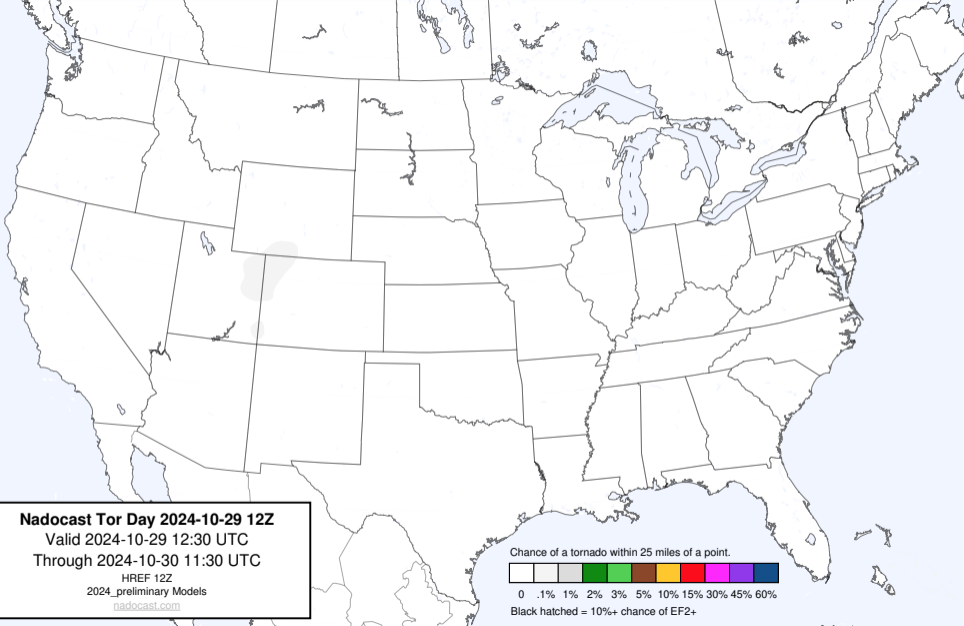 Nadocast Tor Day 2024-10-29 12Z
Valid 2024-10-29 12:30 UTC
Through 2024-10-30 11:30 UTC
HREF 12Z
2024_preliminary Models
nadocast.com
Chance of a tornado within 25 miles of a point.
0 .1% 1% 2% 3% 5% 10% 15% 30% 45% 60%
Black hatched = 10%+ chance of EF2+